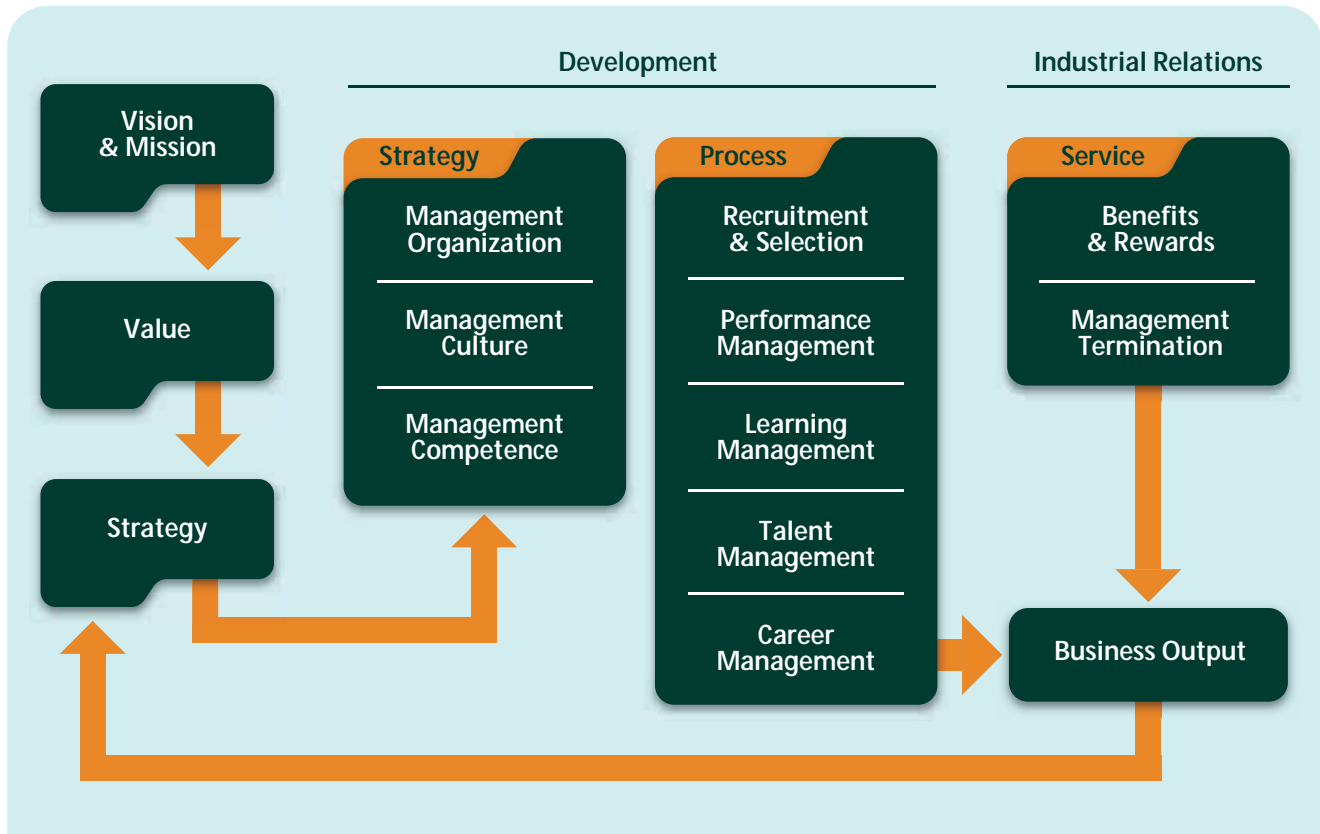 Development
Industrial Relations
Vision
& Mission
Value
Strategy
Strategy
Management
Organization
Management
Culture
Management
Competence
Process
Recruitment
& Selection
Performance
Management
Learning
Management
Talent
Management
Career
Management
Service
Benefits
& Rewards
Management
Termination
Business Output